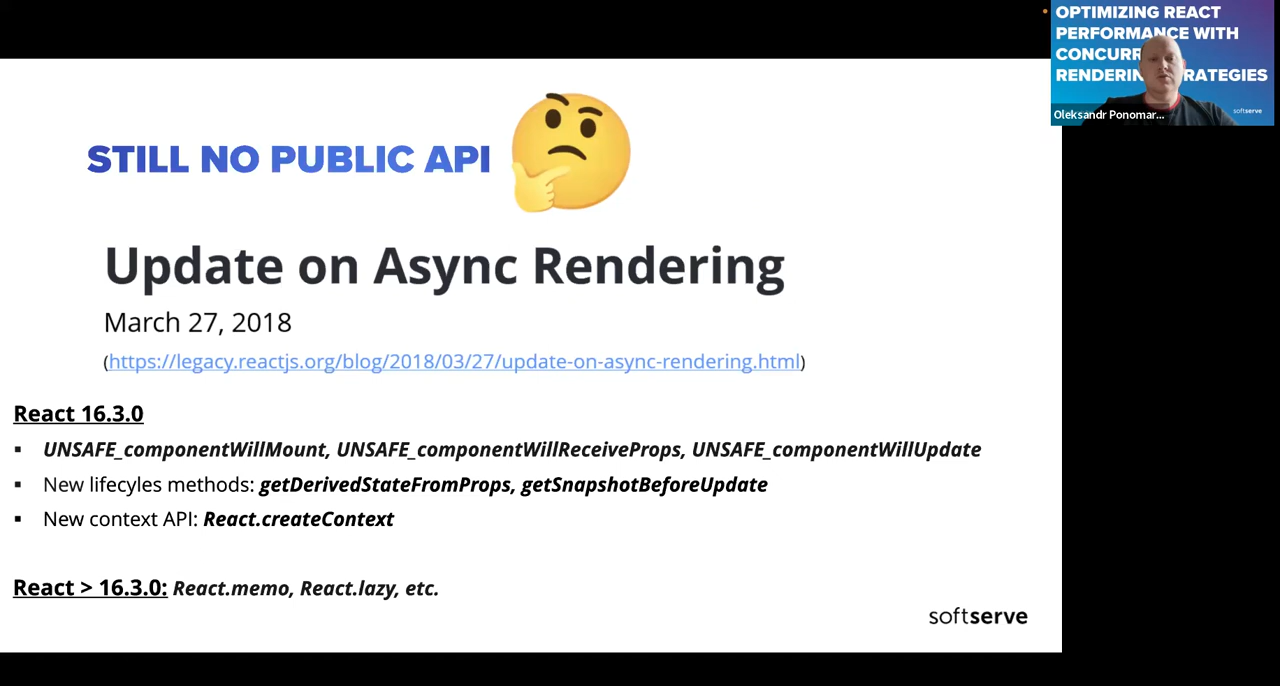 STILL NO PUBLIC API
Update on Async Rendering
March 27, 2018
(https://legacy.reactjs.org/blog/2018/03/27/update-on-async-rendering.html)
React 16.3.0
▪ UNSAFE_componentWillMount, UNSAFE_componentWillReceiveProps, UNSAFE_componentWillUpdate
▪ New lifecyles methods: getDerivedStateFromProps, getSnapshotBeforeUpdate
▪ New context API: React.createContext
React > 16.3.0: React.memo, React.lazy, etc.
softserve
OPTIMIZING REACT
PERFORMANCE WITH
CONCURR
RENDERIN RATEGIES
softserve
Oleksandr Ponomar...